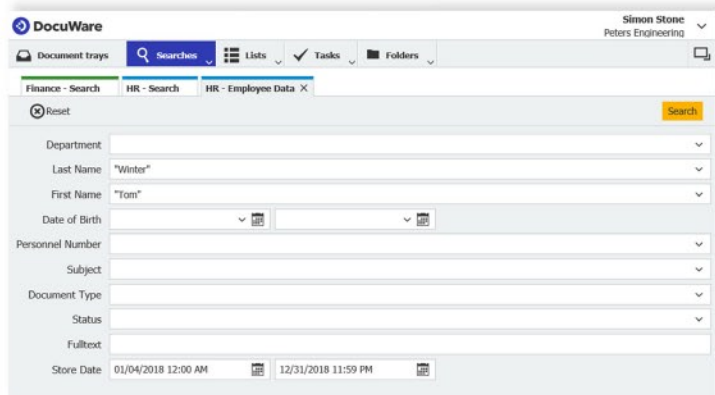 DocuWare
Simon Stone
Peters Engineering
Document trays Searches Lists Tasks Folders
Finance - Search HR - Search HR - Employee Data
Reset Search
Department
Last Name "Winter"
First Name "Tom"
Date of Birth
Personnel Number
Subject
Document Type
Status
Fulltext
Store Date 01/04/2018 12:00 AM 12/31/2018 11:59 PM